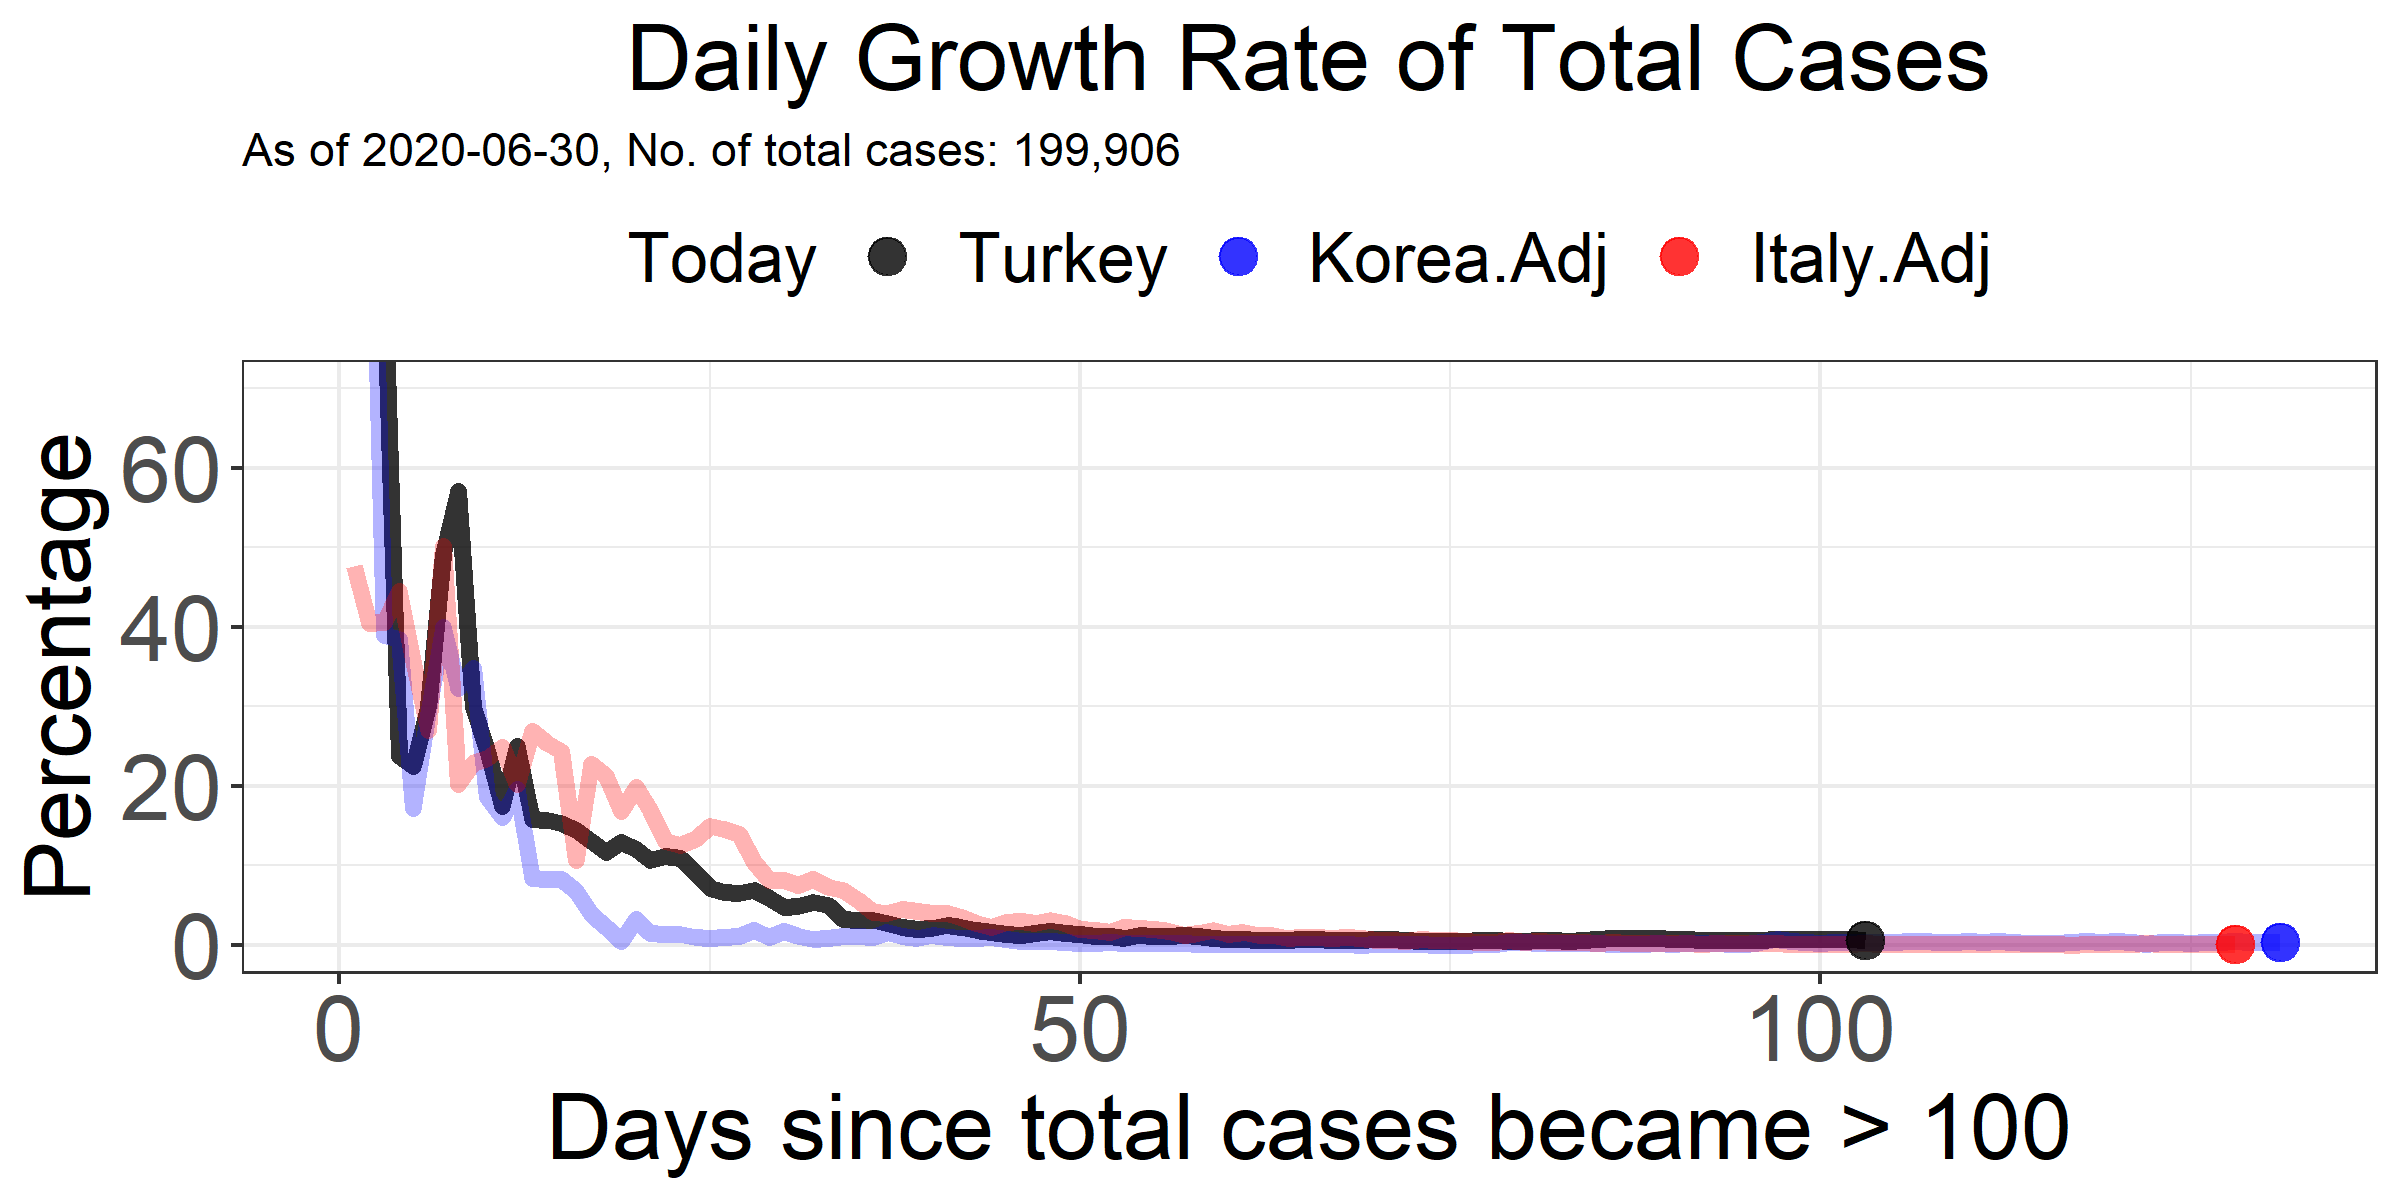 Daily Growth Rate of Total Cases
As of 2020-06-30, No. of total cases: 199,906
Today Turkey Korea.Adj Italy.Adj
Percentage
60
40
20
0
0 50 100
Days since total cases became > 100